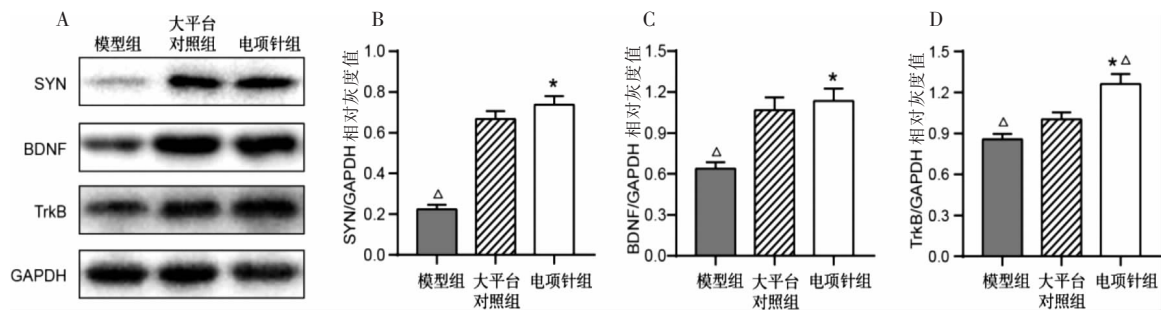 A
模型组
大平台
对照组
电项针组
SYN
BDNF
TrkB
GAPDH
B
SYN/GAPDH 相对灰度值
1.0
0.8
0.6
0.4
0.2
0.0
△
*
模型组
大平台
对照组
电项针组
C
BDNF/GAPDH 相对灰度值
1.5
1.2
0.9
0.6
0.3
0.0
△
*
模型组
大平台
对照组
电项针组
D
TrkB/GAPDH 相对灰度值
1.5
1.2
0.9
0.6
0.3
0.0
△
* △
模型组
大平台
对照组
电项针组